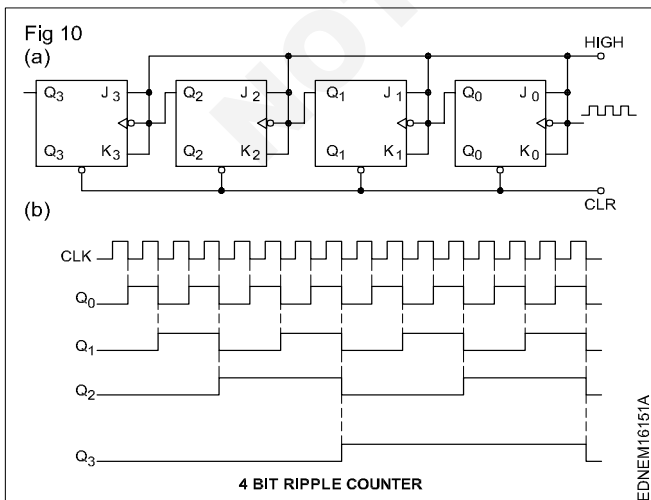 Fig 10
(a)
HIGH
Q3 J3 Q2 J2 Q1 J1 Q0 J0
Q3 K3 Q2 K2 Q1 K1 Q0 K0
CLR
(b)
CLK
Q0
Q1
Q2
Q3
4 BIT RIPPLE COUNTER
EDNEM16151A
NOT